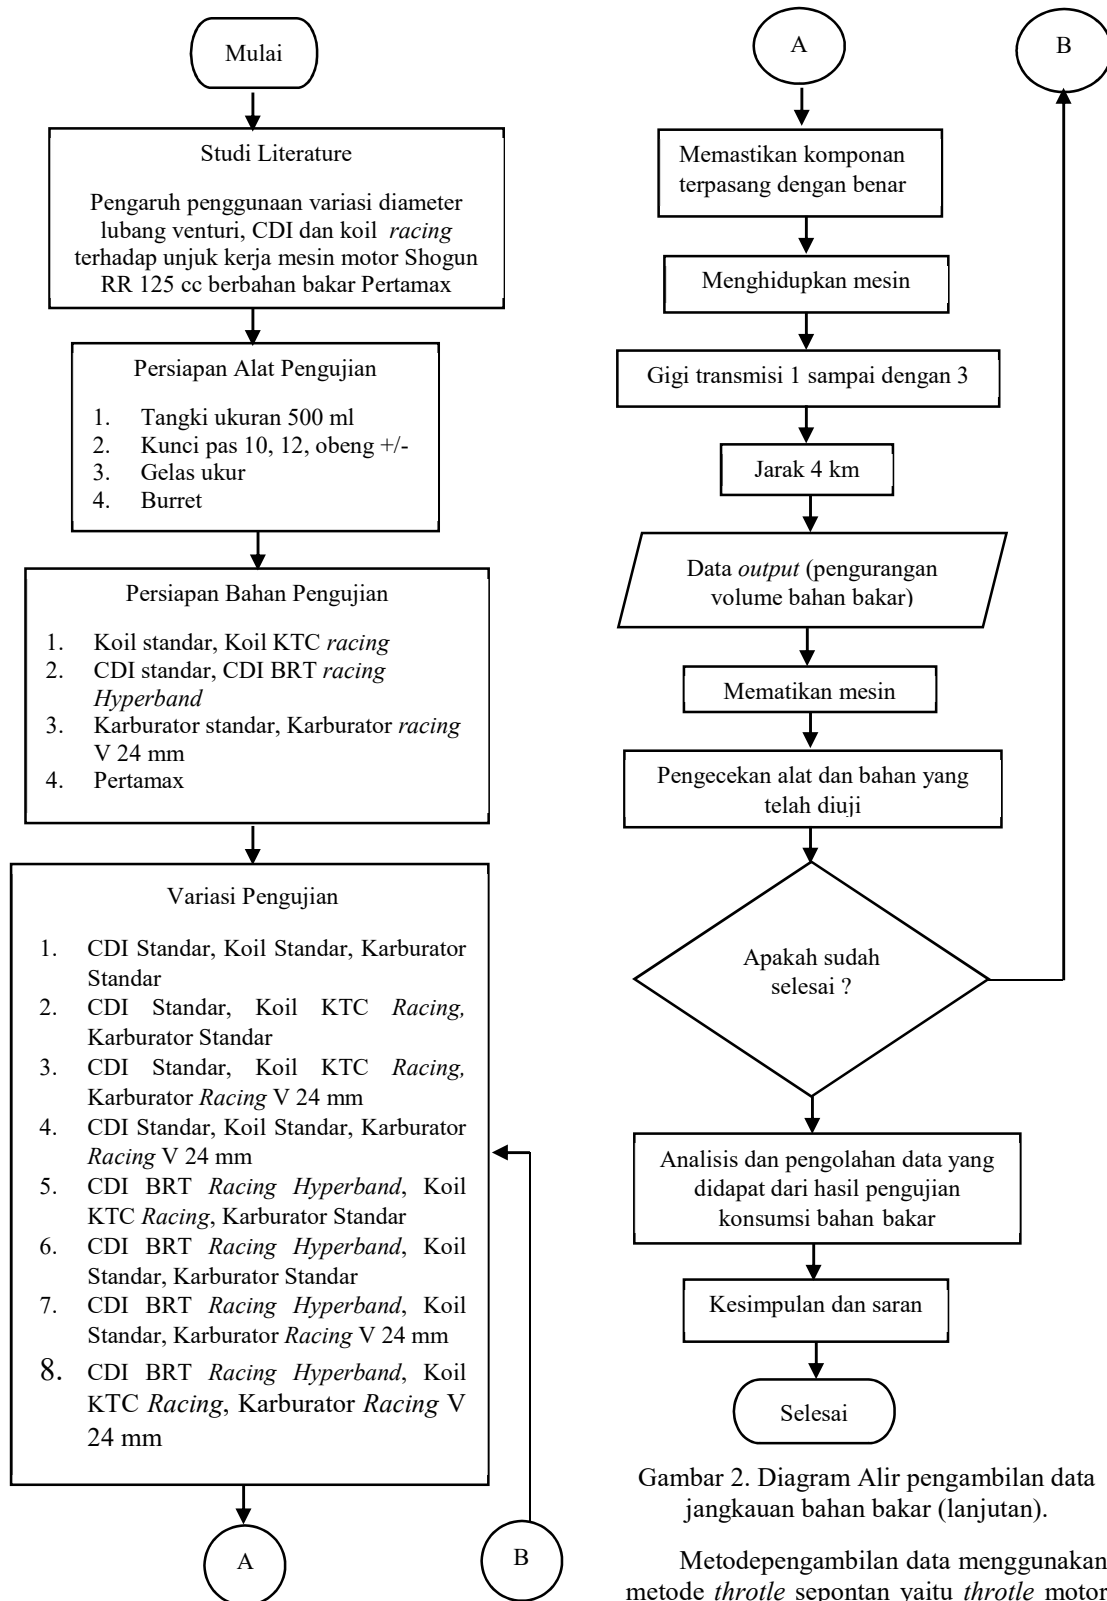 Mulai
Studi Literature
Pengaruh penggunaan variasi diameter
lubang venturi, CDI dan koil racing
terhadap unjuk kerja mesin motor Shogun
RR 125 cc berbahan bakar Pertamax
Persiapan Alat Pengujian
1. Tangki ukuran 500 ml
2. Kunci pas 10, 12, obeng +/-
3. Gelas ukur
4. Burret
Persiapan Bahan Pengujian
1. Koil standar, Koil KTC racing
2. CDI standar, CDI BRT racing
Hyperband
3. Karburator standar, Karburator racing
V 24 mm
4. Pertamax
Variasi Pengujian
1. CDI Standar, Koil Standar, Karburator
Standar
2. CDI Standar, Koil KTC Racing,
Karburator Standar
3. CDI Standar, Koil KTC Racing,
Karburator Racing V 24 mm
4. CDI Standar, Koil Standar, Karburator
Racing V 24 mm
5. CDI BRT Racing Hyperband, Koil
KTC Racing, Karburator Standar
6. CDI BRT Racing Hyperband, Koil
Standar, Karburator Standar
7. CDI BRT Racing Hyperband, Koil
Standar, Karburator Racing V 24 mm
8. CDI BRT Racing Hyperband, Koil
KTC Racing, Karburator Racing V
24 mm
A
B
A
B
Memastikan komponan
terpasang dengan benar
Menghidupkan mesin
Gigi transmisi 1 sampai dengan 3
Jarak 4 km
Data output (pengurangan
volume bahan bakar)
Mematikan mesin
Pengecekan alat dan bahan yang
telah diuji
Apakah sudah
selesai ?
Analisis dan pengolahan data yang
didapat dari hasil pengujian
konsumsi bahan bakar
Kesimpulan dan saran
Selesai
Gambar 2. Diagram Alir pengambilan data
jangkauan bahan bakar (lanjutan).
Metodepengambilan data menggunakan
metode throtle sepontan yaitu throtle motor